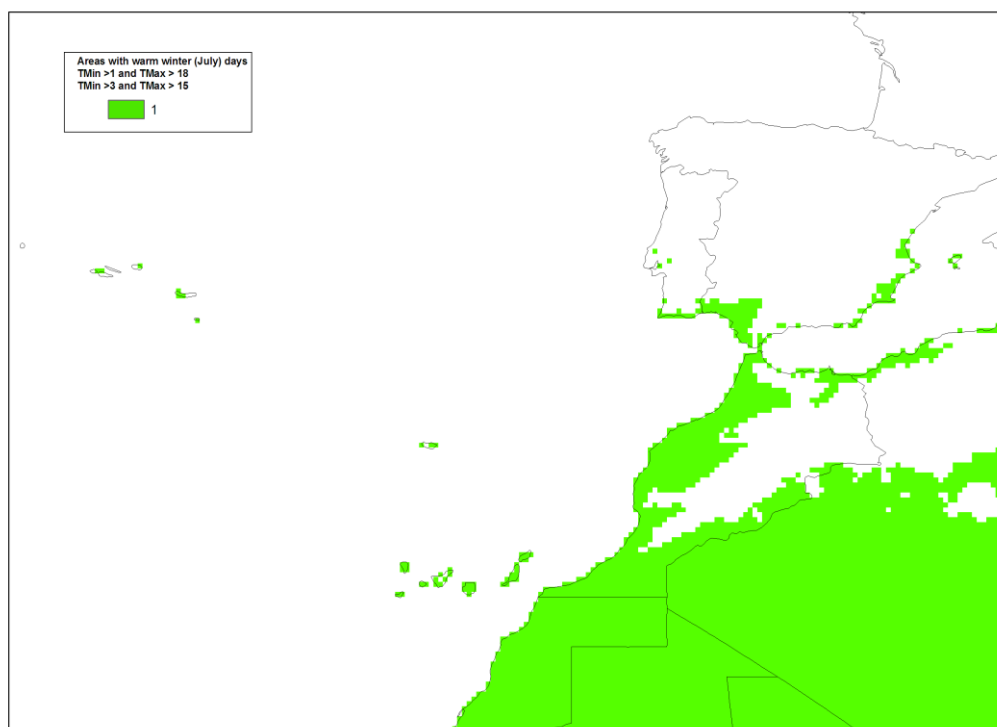 Areas with warm winter (July) days
TMin >1 and TMax > 18
TMin >3 and TMax > 15
1